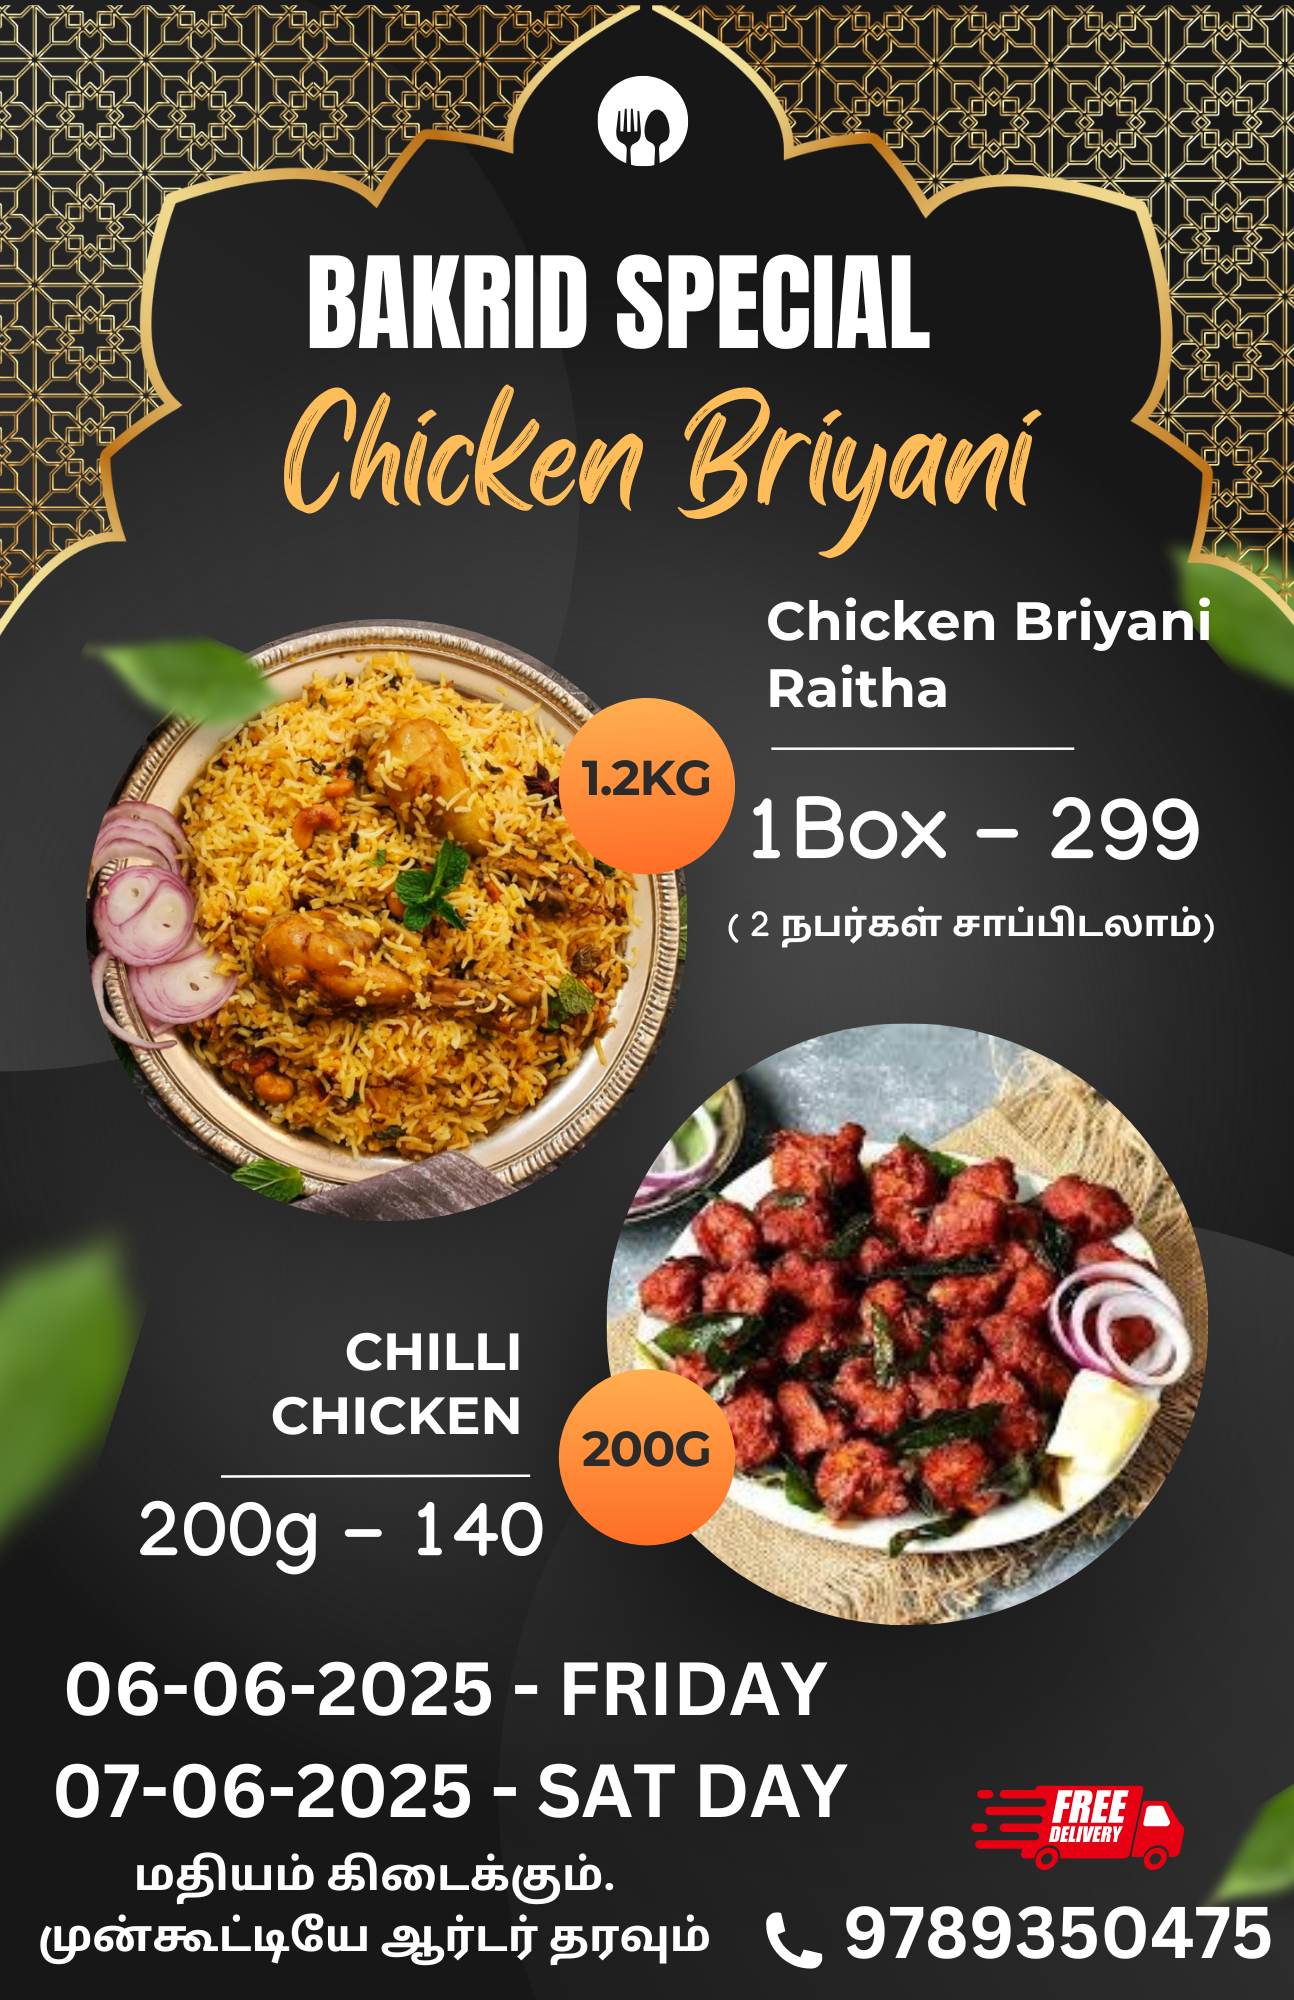 BAKRID SPECIAL
Chicken Briyani
Chicken Briyani
Raitha
1.2KG
1Box – 299
( 2 நபர்கள் சாப்பிடலாம்)
CHILLI
CHICKEN
200G
200g – 140
06-06-2025 - FRIDAY
07-06-2025 - SAT DAY
FREE
DELIVERY
மதியம் கிடைக்கும்.
முன்கூட்டியே ஆர்டர் தரவும்
9789350475